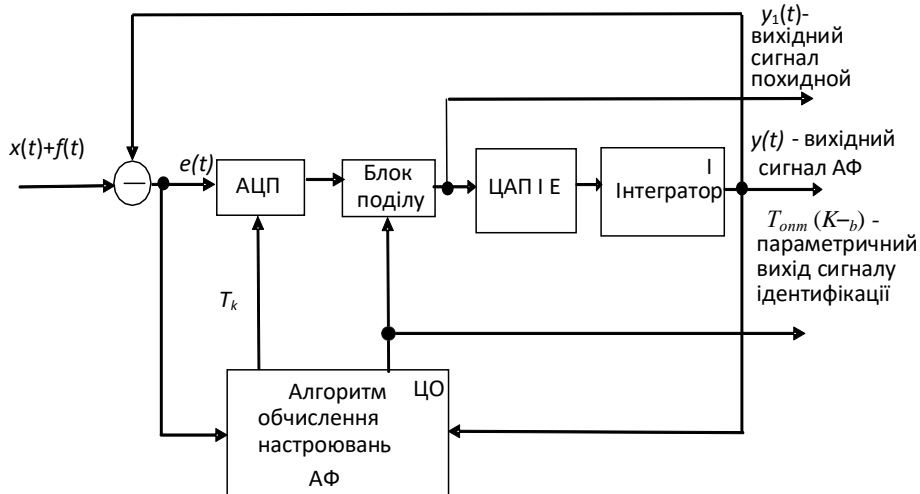 y₁(t)-
вихідний
сигнал
похидной
x(t)+f(t)
e(t)
АЦП
Блок
поділу
ЦАП І Е
І
Інтегратор
y(t) - вихідний
сигнал АФ
Tопт (K–b) -
параметричний
вихід сигналу
ідентифікації
Tk
ЦО
Алгоритм
обчислення
настроювань
АФ